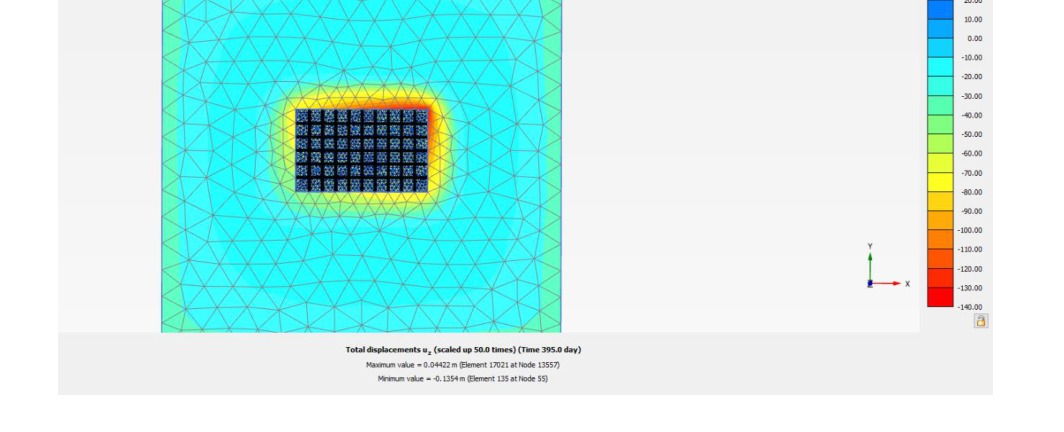 20.00
10.00
0.00
-10.00
-20.00
-30.00
-40.00
-50.00
-60.00
-70.00
-80.00
-90.00
-100.00
-110.00
-120.00
-130.00
-140.00
Y
Z
X
Total displacements uz (scaled up 50.0 times) (Time 395.0 day)
Maximum value = 0.04422 m (Element 17021 at Node 13557)
Minimum value = -0.1354 m (Element 135 at Node 55)